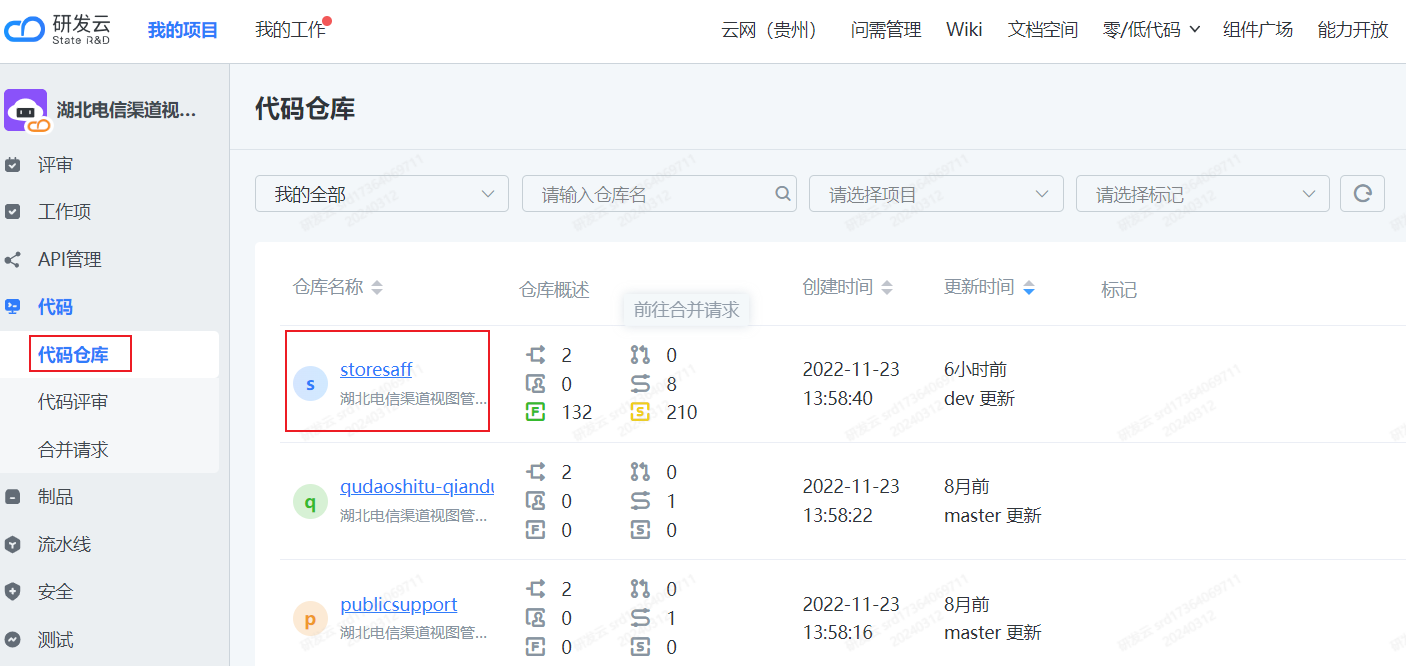 研发云
State R&D
我的项目
我的工作
云网（贵州）
问需管理
Wiki
文档空间
零/低代码
组件广场
能力开放
湖北电信渠道视...
评审
工作项
API管理
代码
代码仓库
代码评审
合并请求
制品
流水线
安全
测试
代码仓库
我的全部
请输入仓库名
请选择项目
请选择标记
仓库名称
仓库概述
创建时间
更新时间
标记
前往合并请求
s
storesaff
湖北电信渠道视图管...
2
0
0
8
F 132
S 210
2022-11-23
13:58:40
6小时前
dev 更新
q
qudaoshitu-qiandu
湖北电信渠道视图管...
2
0
0
1
F 0
S 0
2022-11-23
13:58:22
8月前
master 更新
p
publicsupport
湖北电信渠道视图管...
2
0
0
1
F 0
S 0
2022-11-23
13:58:16
8月前
master 更新
研发云 srd17364069711
20240312